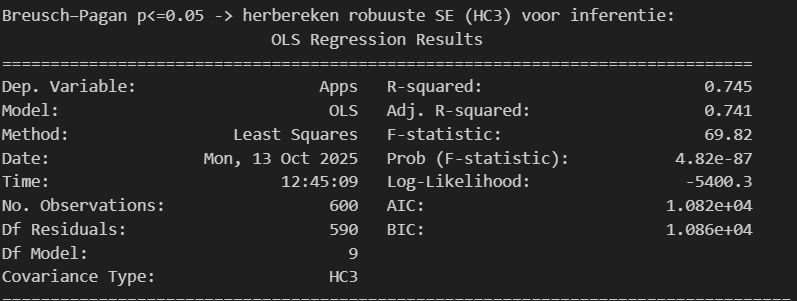 Breusch–Pagan p<=0.05 -> herbereken robuuste SE (HC3) voor inferentie:
OLS Regression Results
==============================================================================
Dep. Variable: Apps R-squared: 0.745
Model: OLS Adj. R-squared: 0.741
Method: Least Squares F-statistic: 69.82
Date: Mon, 13 Oct 2025 Prob (F-statistic): 4.82e-87
Time: 12:45:09 Log-Likelihood: -5400.3
No. Observations: 600 AIC: 1.082e+04
Df Residuals: 590 BIC: 1.086e+04
Df Model: 9
Covariance Type: HC3
==================================================================================